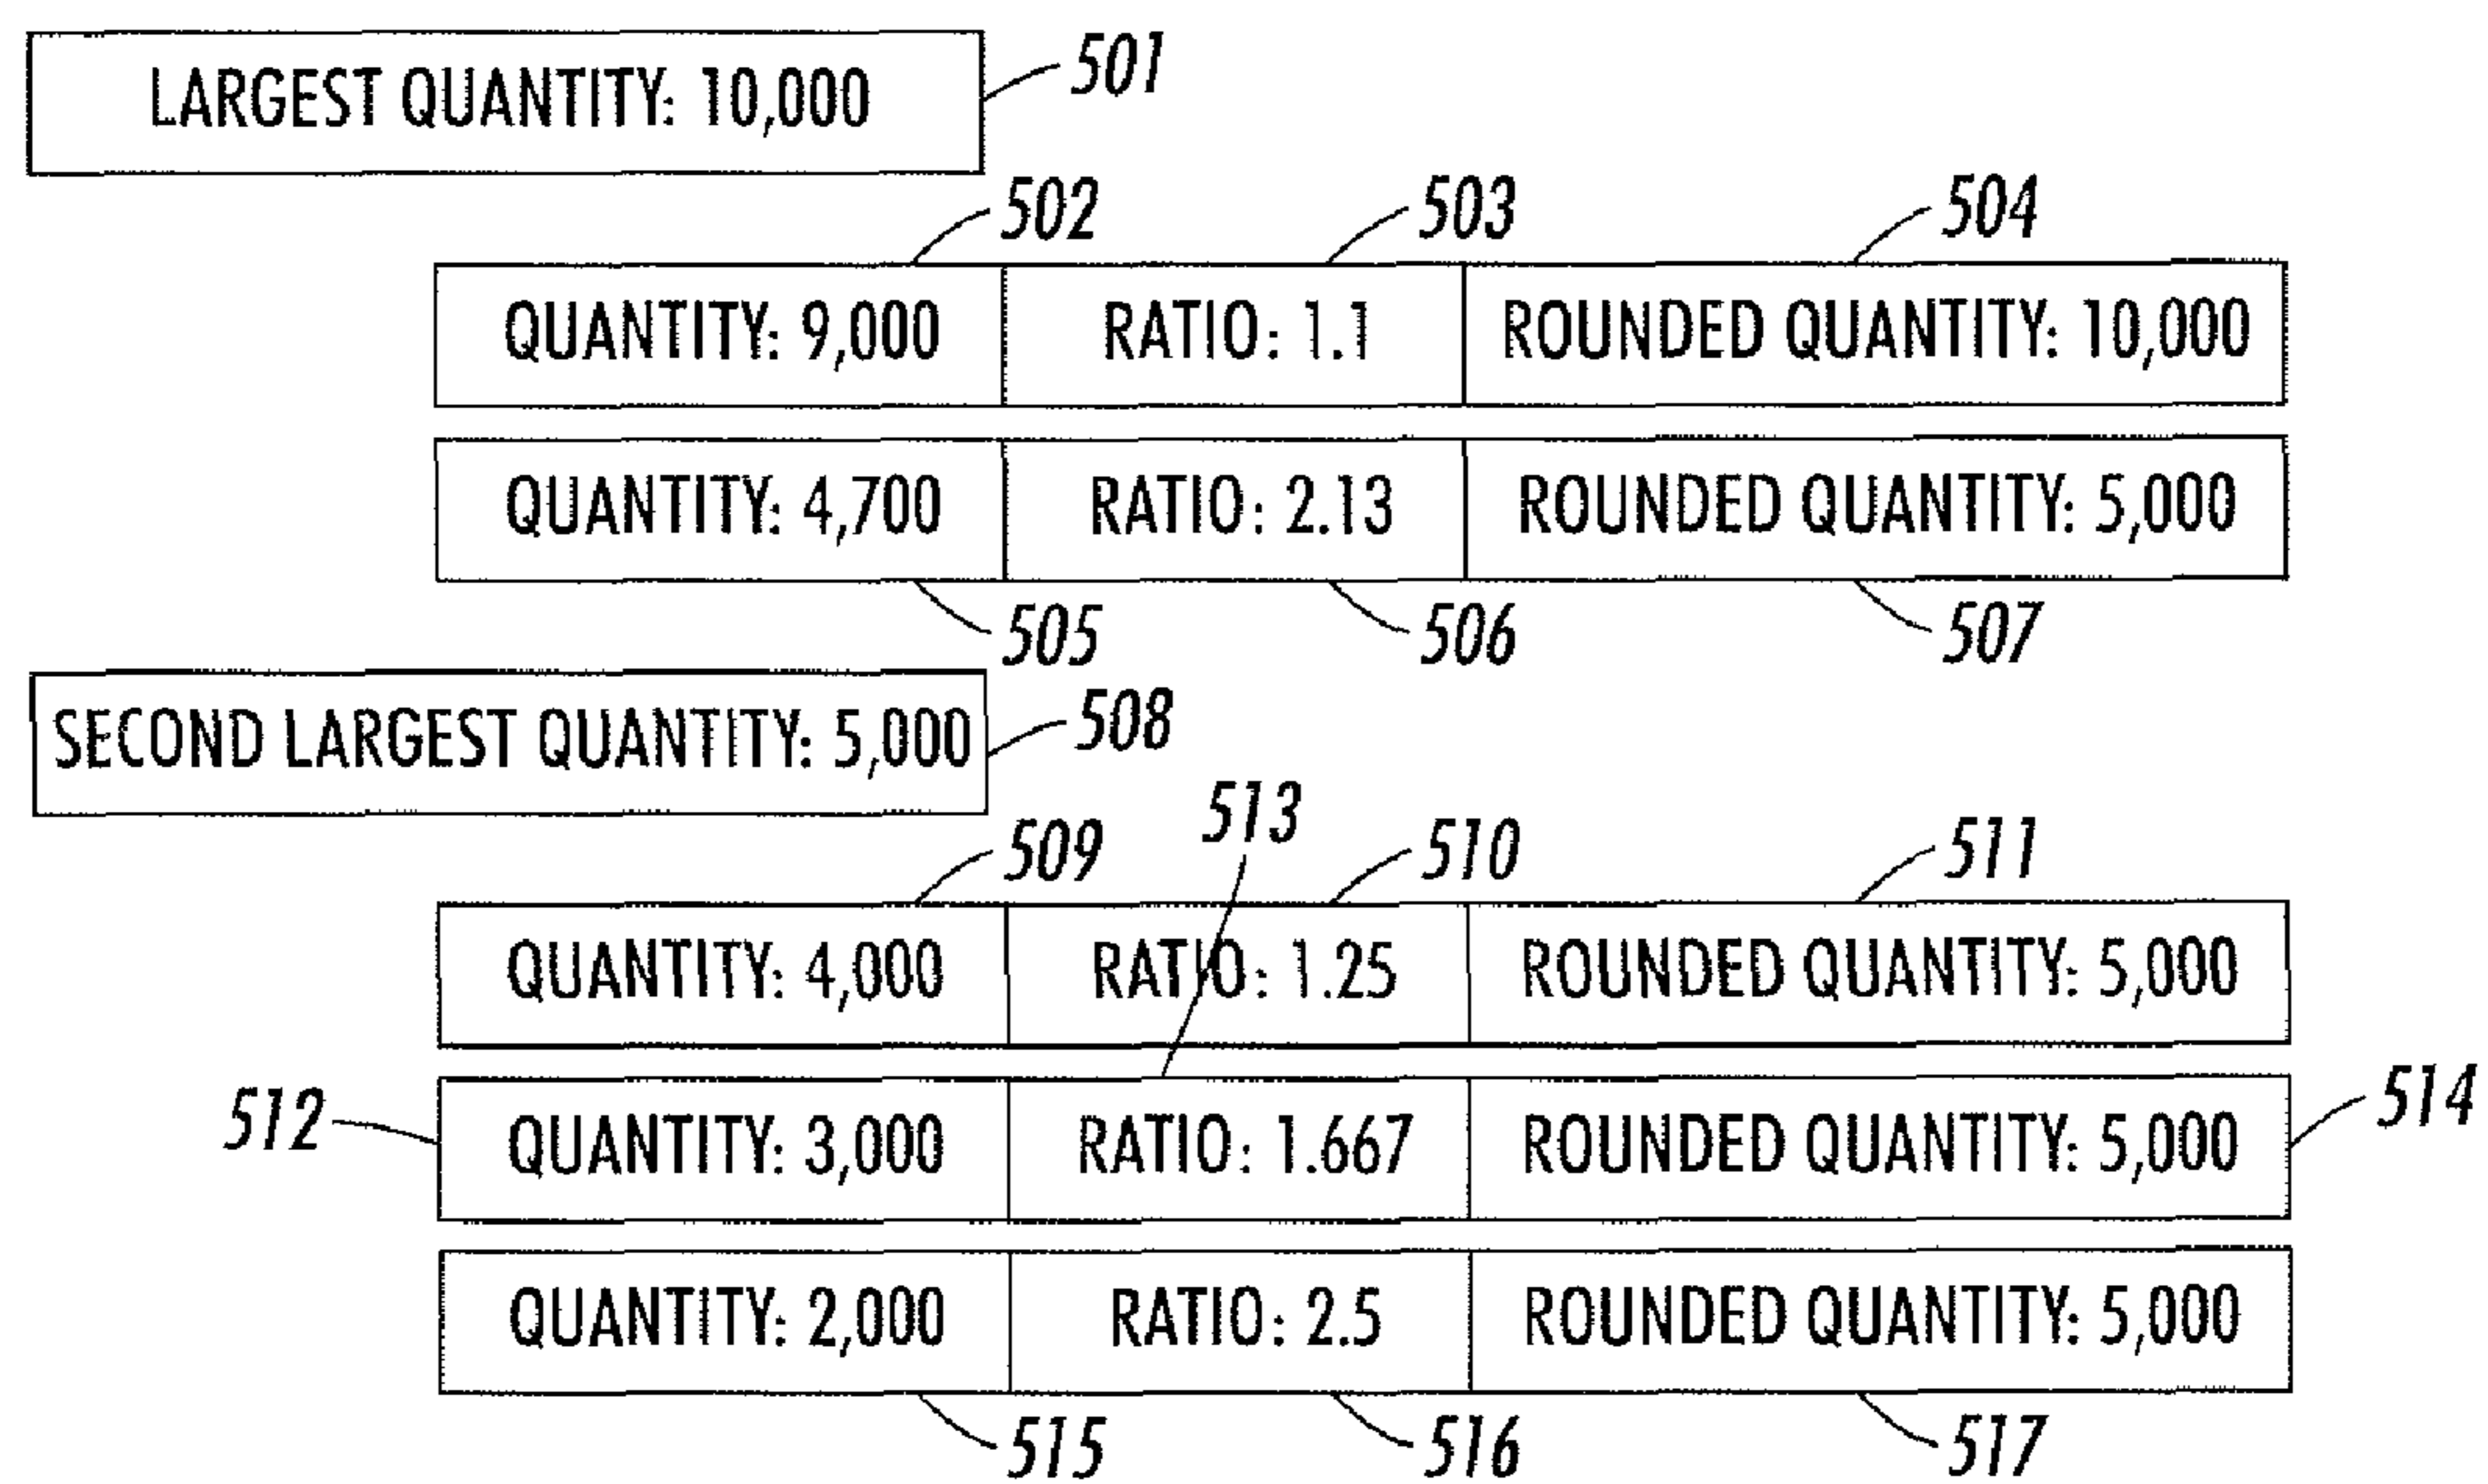 LARGEST QUANTITY: 10,000 501
502 503 504
QUANTITY: 9,000 RATIO: 1.1 ROUNDED QUANTITY: 10,000
QUANTITY: 4,700 RATIO: 2.13 ROUNDED QUANTITY: 5,000
505 506 507
SECOND LARGEST QUANTITY: 5,000 508
513
509 510 511
QUANTITY: 4,000 RATIO: 1.25 ROUNDED QUANTITY: 5,000
512 QUANTITY: 3,000 RATIO: 1.667 ROUNDED QUANTITY: 5,000 514
QUANTITY: 2,000 RATIO: 2.5 ROUNDED QUANTITY: 5,000
515 516 517